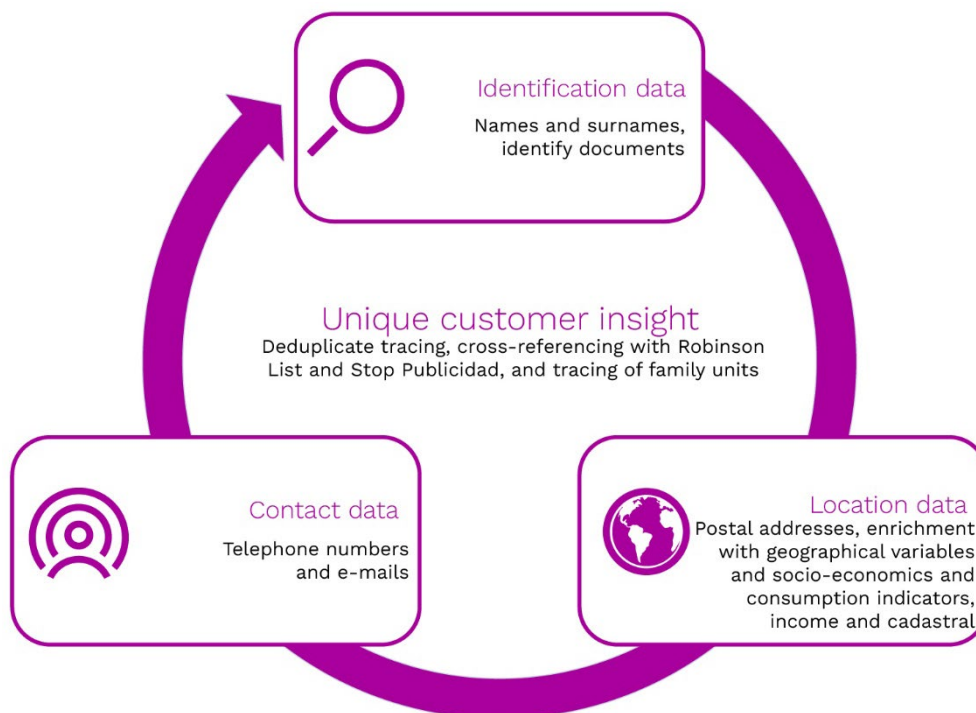 Identification data
Names and surnames,
identify documents
Unique customer insight
Deduplicate tracing, cross-referencing with Robinson
List and Stop Publicidad, and tracing of family units
Contact data
Telephone numbers
and e-mails
Location data
Postal addresses, enrichment
with geographical variables
and socio-economics and
consumption indicators,
income and cadastral